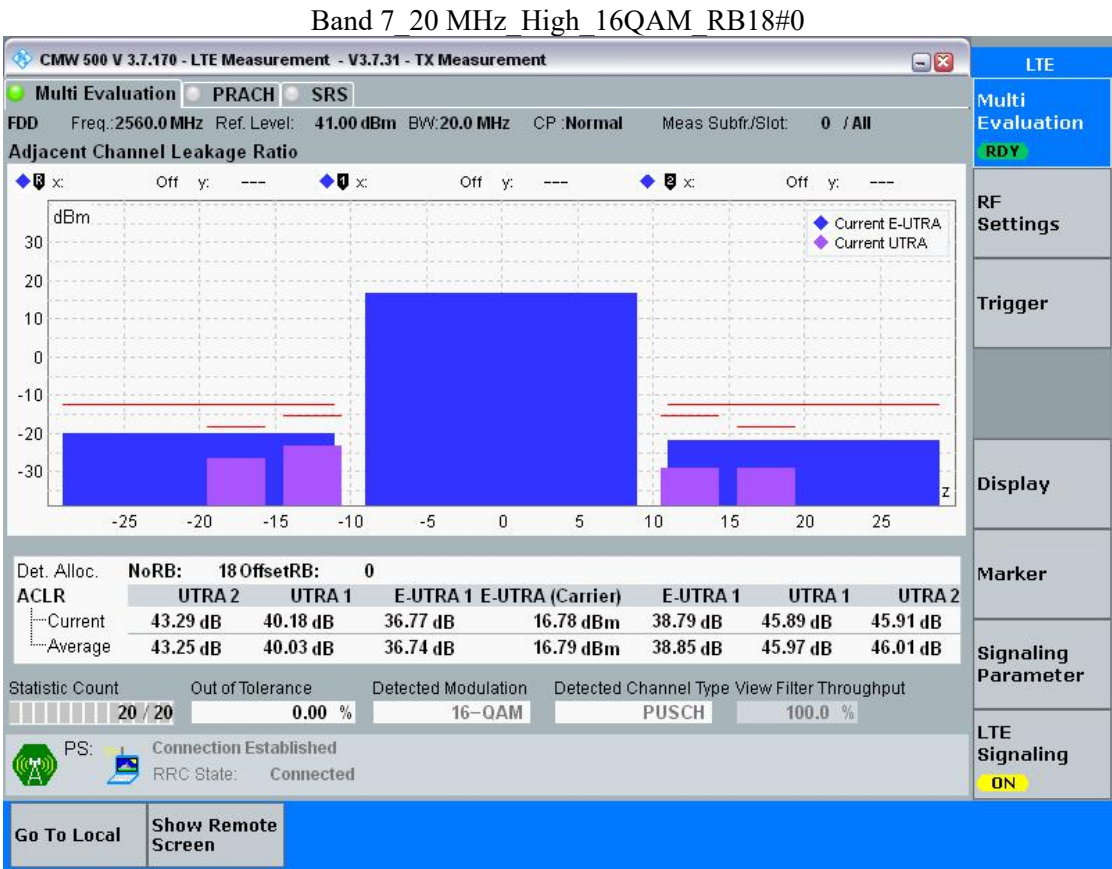 Band 7_20 MHz_High_16QAM_RB18#0
CMW 500 V 3.7.170 - LTE Measurement - V3.7.31 - TX Measurement
LTE
Multi Evaluation PRACH SRS
Multi Evaluation
RDY
FDD Freq.:2560.0 MHz Ref. Level: 41.00 dBm BW:20.0 MHz CP :Normal Meas Subfr./Slot: 0 / All
Adjacent Channel Leakage Ratio
R x: Off y: --- 1 x: Off y: --- 2 x: Off y: ---
dBm
Current E-UTRA
Current UTRA
30
20
10
0
-10
-20
-30
z
-25 -20 -15 -10 -5 0 5 10 15 20 25
RF Settings
Trigger
Display
Marker
Signaling Parameter
LTE Signaling
ON
Det. Alloc. NoRB: 18 OffsetRB: 0
ACLR UTRA 2 UTRA 1 E-UTRA 1 E-UTRA (Carrier) E-UTRA 1 UTRA 1 UTRA 2
Current 43.29 dB 40.18 dB 36.77 dB 16.78 dBm 38.79 dB 45.89 dB 45.91 dB
Average 43.25 dB 40.03 dB 36.74 dB 16.79 dBm 38.85 dB 45.97 dB 46.01 dB
Statistic Count Out of Tolerance Detected Modulation Detected Channel Type View Filter Throughput
20 / 20 0.00 % 16-QAM PUSCH 100.0 %
PS: Connection Established
RRC State: Connected
Go To Local
Show Remote Screen